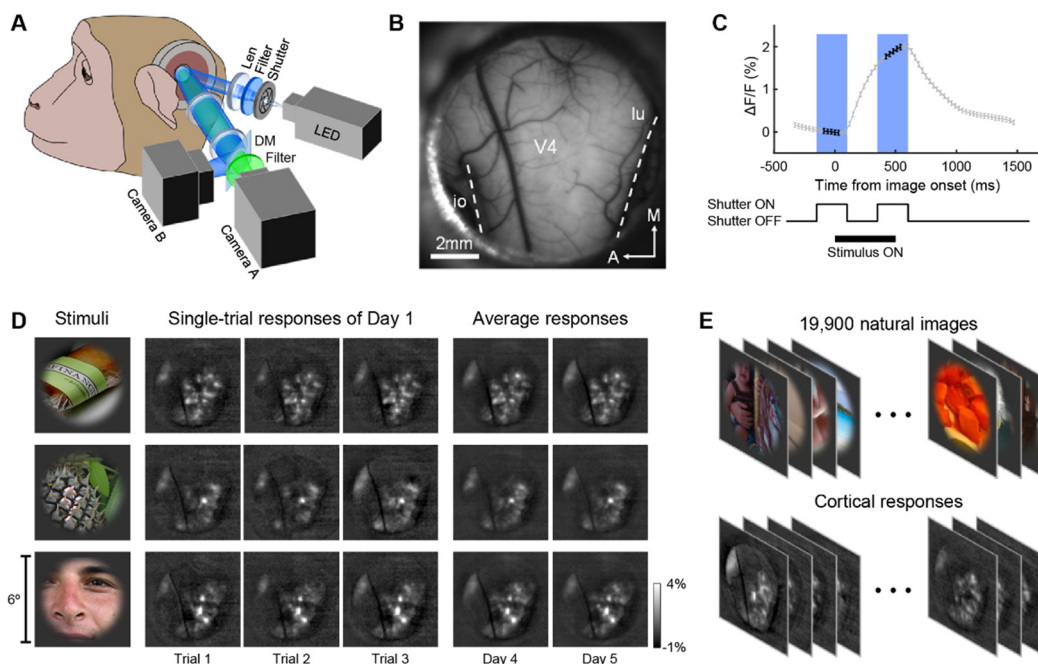 A
Len
Filter
Shutter
LED
DM
Filter
Camera B
Camera A
B
V4
lu
io
2mm
M
A
C
ΔF/F (%)
2
1
0
-500
0
500
1000
1500
Time from image onset (ms)
Shutter ON
Shutter OFF
Stimulus ON
D
Stimuli
Single-trial responses of Day 1
Average responses
6°
4%
-1%
Trial 1
Trial 2
Trial 3
Day 4
Day 5
E
19,900 natural images
Cortical responses